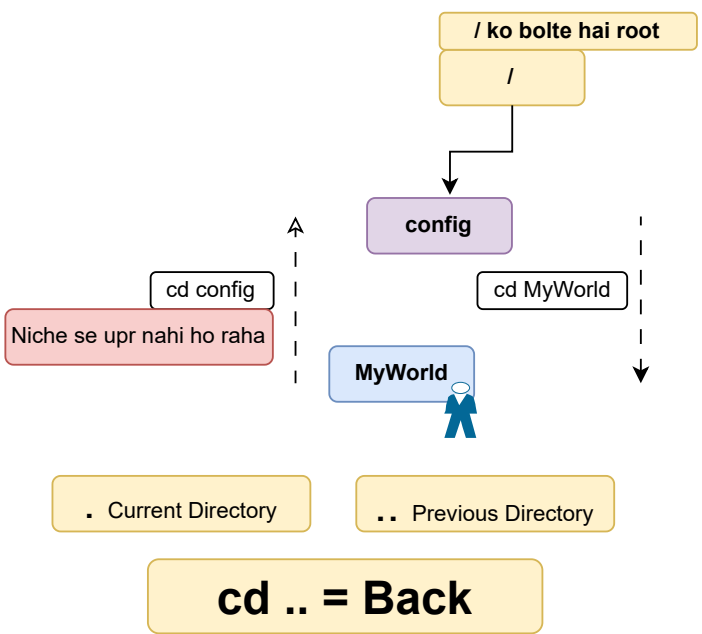 / ko bolte hai root
/
config
cd config
cd MyWorld
Niche se upr nahi ho raha
MyWorld
. Current Directory
.. Previous Directory
cd .. = Back